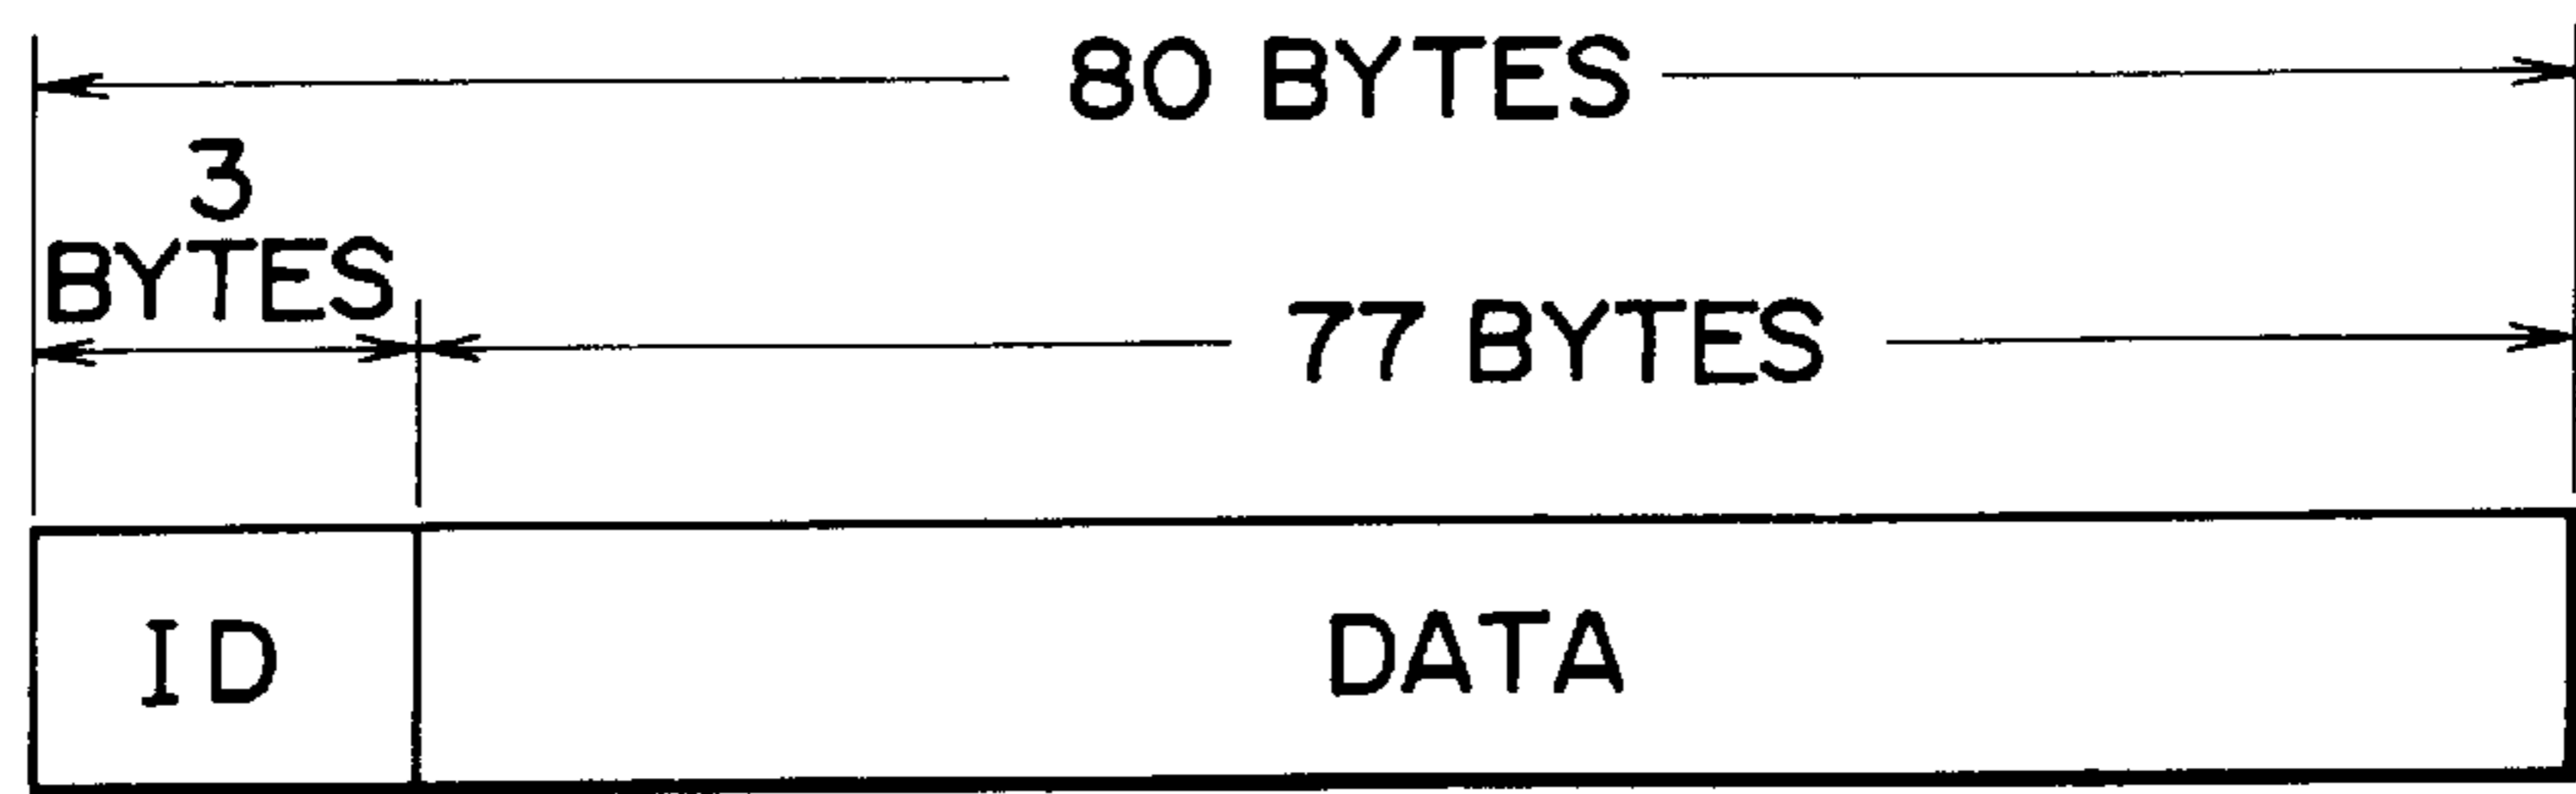 80 BYTES
3
BYTES
77 BYTES
ID
DATA